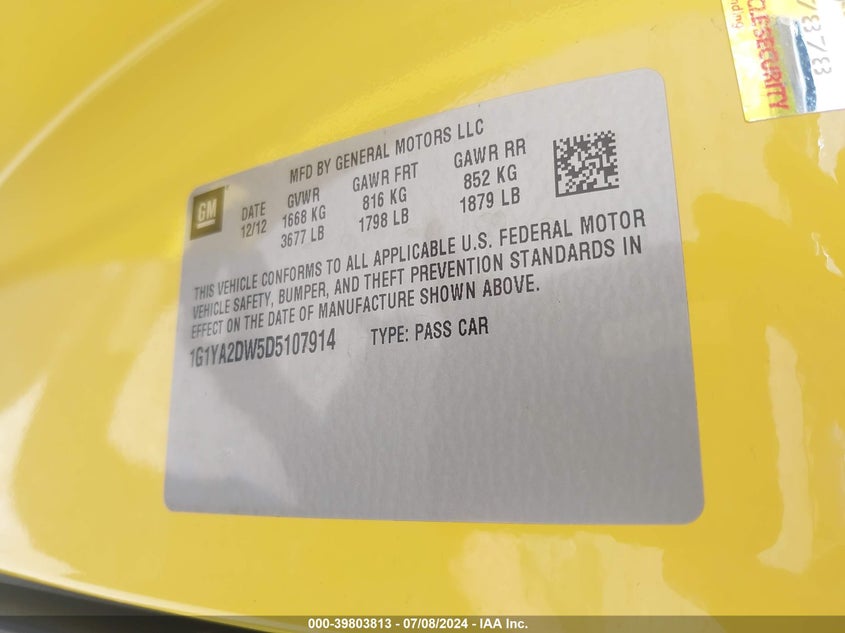 MFD BY GENERAL MOTORS LLC
GM
DATE GVWR GAWR FRT GAWR RR
12/12 1668 KG 816 KG 852 KG
3677 LB 1798 LB 1879 LB
THIS VEHICLE CONFORMS TO ALL APPLICABLE U.S. FEDERAL MOTOR
VEHICLE SAFETY, BUMPER, AND THEFT PREVENTION STANDARDS IN
EFFECT ON THE DATE OF MANUFACTURE SHOWN ABOVE.
1G1YA2DW5D5107914 TYPE: PASS CAR
000-39803813 - 07/08/2024 - IAA Inc.